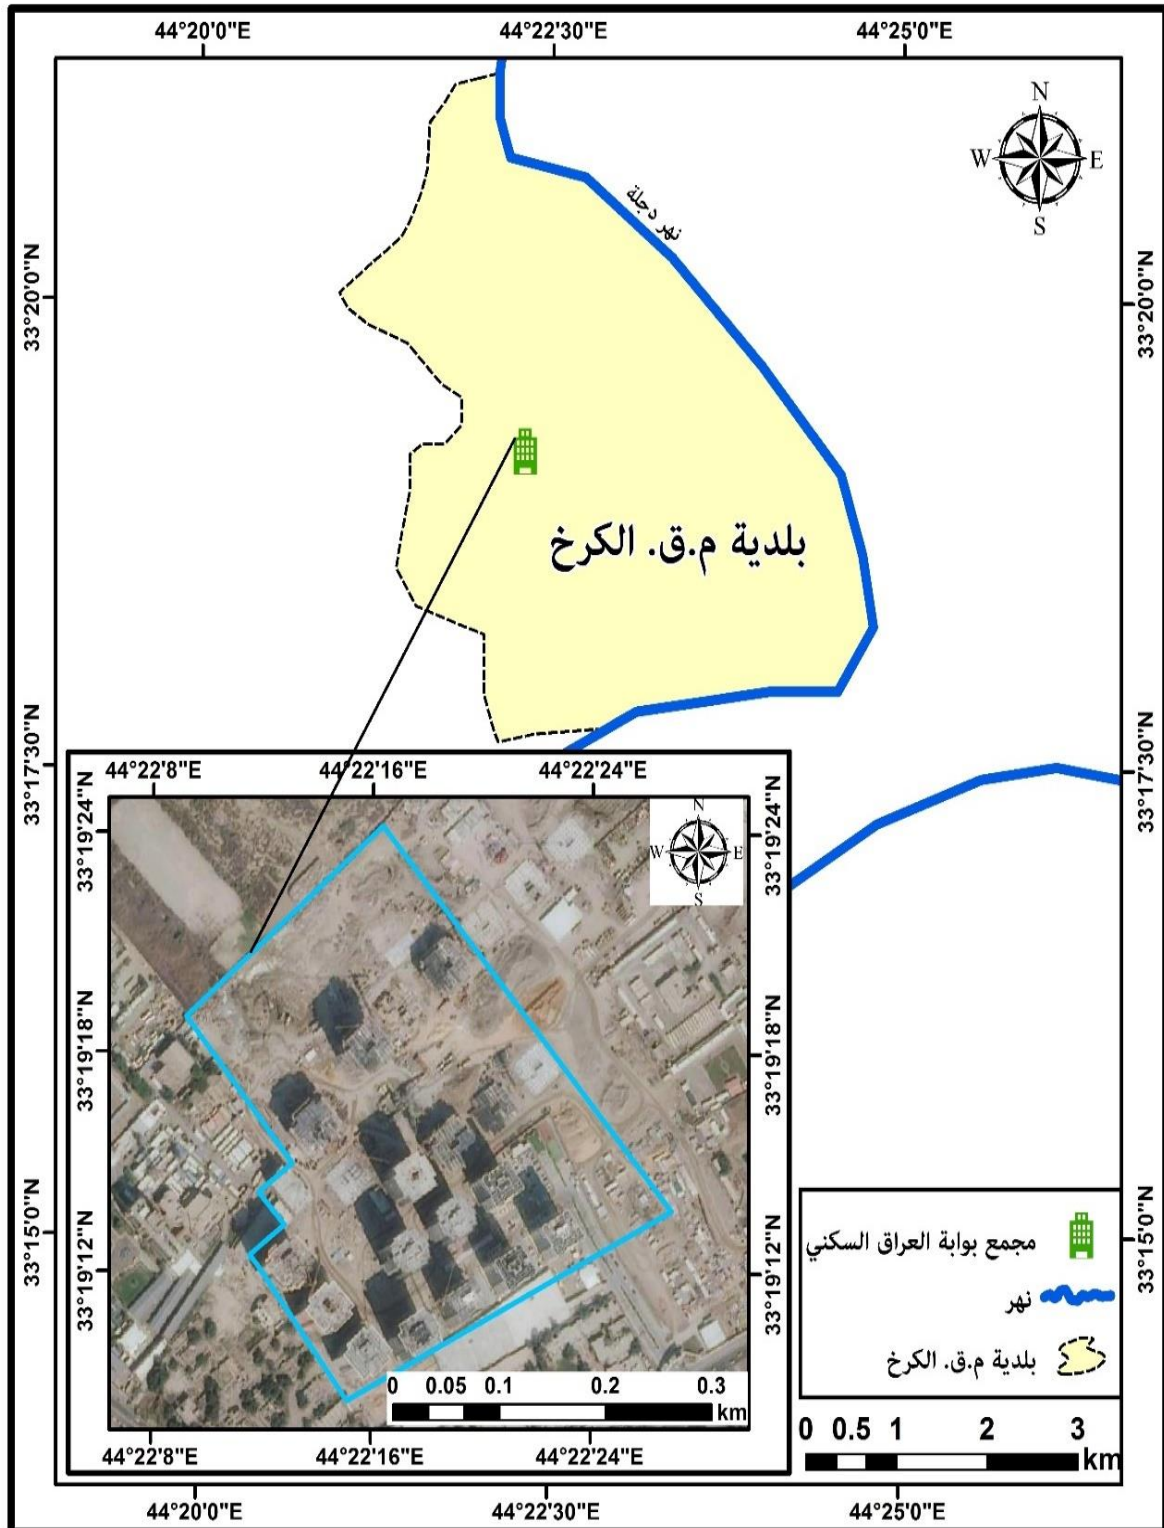 44°20'0"E 44°22'30"E 44°25'0"E
N
W E
S
نهر دجلة
33°20'0"N 33°20'0"N
بلدية م.ق. الكرخ
33°17'30"N 33°17'30"N
44°22'8"E 44°22'16"E 44°22'24"E
33°19'24"N 33°19'24"N
N
W E
S
33°19'18"N 33°19'18"N
33°19'12"N 33°19'12"N
0 0.05 0.1 0.2 0.3
km
44°22'8"E 44°22'16"E 44°22'24"E
33°15'0"N 33°15'0"N
مجمع بوابة العراق السكني
نهر
بلدية م.ق. الكرخ
0 0.5 1 2 3
km
44°20'0"E 44°22'30"E 44°25'0"E